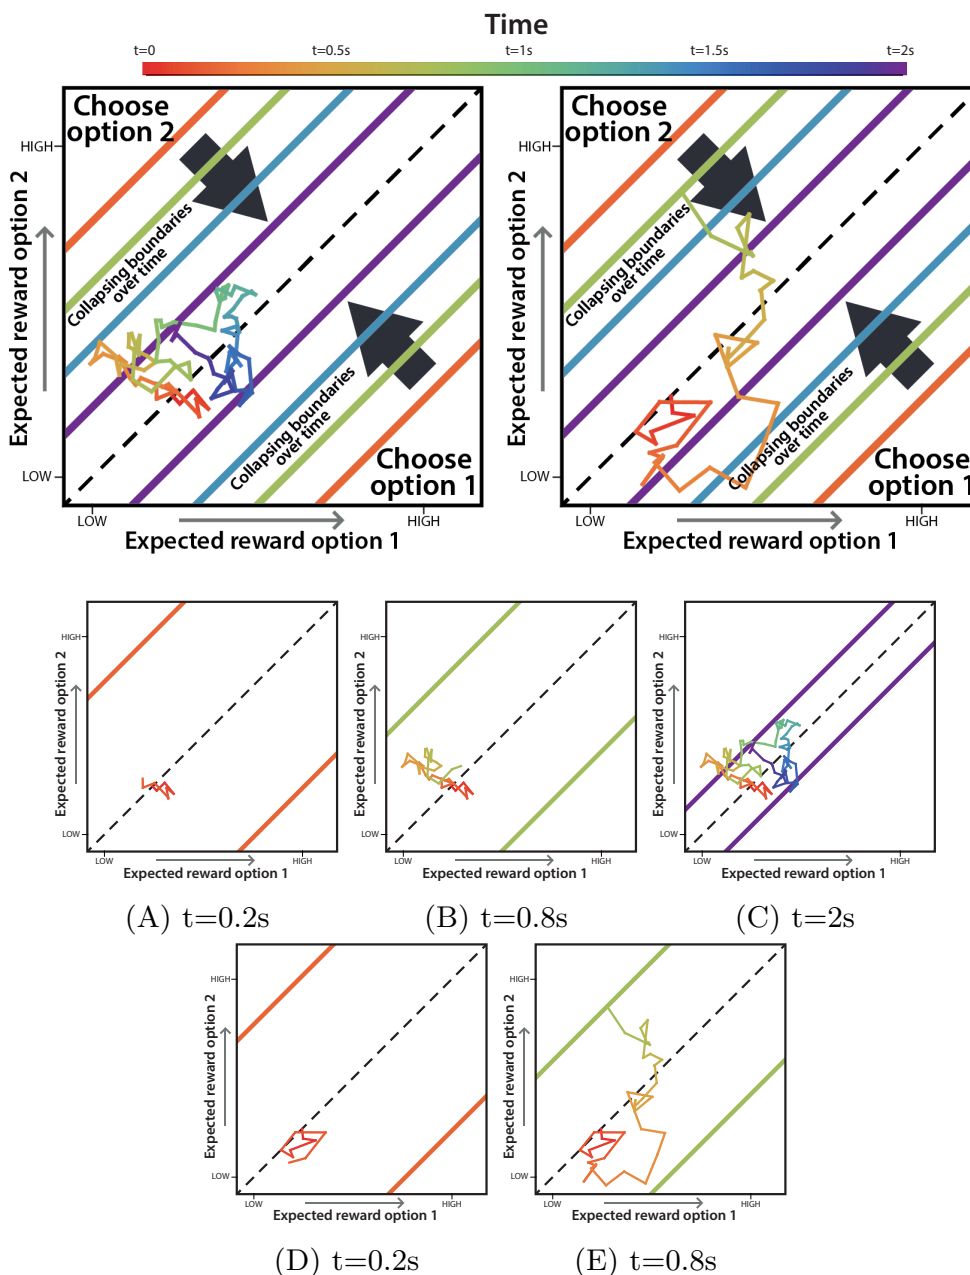 Time
t=0 t=0.5s t=1s t=1.5s t=2s
Choose
option 2
HIGH
Expected reward option 2
Collapsing boundaries
over time
Collapsing boundaries
over time
Choose
option 1
LOW
LOW HIGH
Expected reward option 1
Choose
option 2
HIGH
Expected reward option 2
Collapsing boundaries
over time
Collapsing boundaries
over time
Choose
option 1
LOW
LOW HIGH
Expected reward option 1
HIGH
Expected reward option 2
LOW
LOW HIGH
Expected reward option 1
(A) t=0.2s
HIGH
Expected reward option 2
LOW
LOW HIGH
Expected reward option 1
(B) t=0.8s
HIGH
Expected reward option 2
LOW
LOW HIGH
Expected reward option 1
(C) t=2s
HIGH
Expected reward option 2
LOW
LOW HIGH
Expected reward option 1
(D) t=0.2s
HIGH
Expected reward option 2
LOW
LOW HIGH
Expected reward option 1
(E) t=0.8s